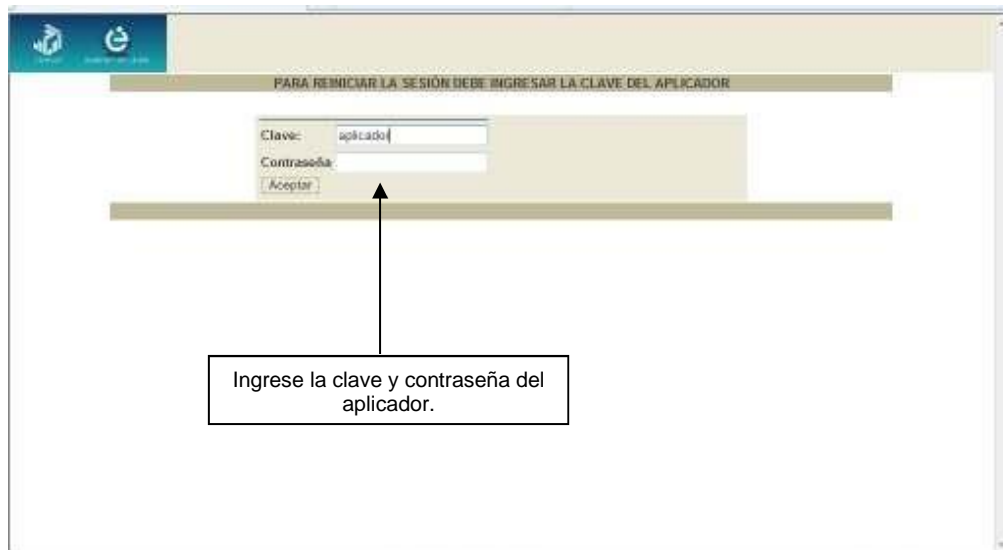 PARA REINICIAR LA SESIÓN DEBE INGRESAR LA CLAVE DEL APLICADOR
Clave: aplicador
Contraseña
Aceptar
Ingrese la clave y contraseña del
aplicador.